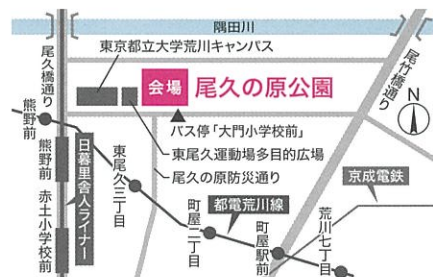 隅田川
東京都立大学荒川キャンパス
尾久橋通り
会場
尾久の原公園
尾竹橋通り
N
熊野前
バス停「大門小学校前」
東尾久運動場多目的広場
尾久の原防災通り
熊野前
日暮里舎人ライナー
東尾久三丁目
京成電鉄
都電荒川線
赤土小学校前
町屋二丁目
町屋駅前
荒川七丁目